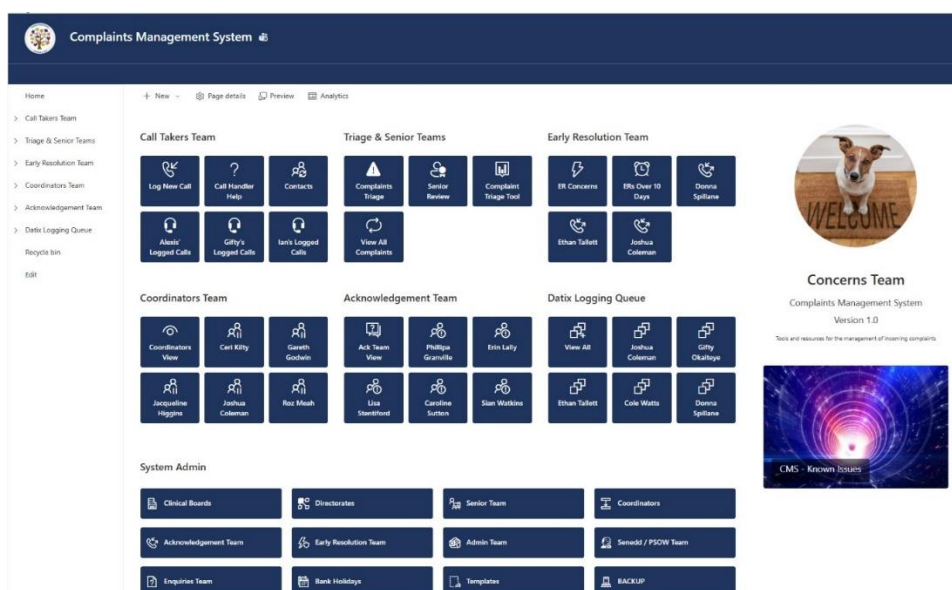 Complaints Management System
Home
Call Takers Team
Triage & Senior Teams
Early Resolution Team
Coordinators Team
Acknowledgement Team
Datix Logging Queue
Recycle bin
Edit
+ New
Page details
Preview
Analytics
Call Takers Team
Log New Call
Call Handler
Help
Contacts
Alexis'
Logged Calls
Gifty's
Logged Calls
Ian's Logged
Calls
Triage & Senior Teams
Complaints
Triage
Senior
Review
Complaint
Triage Tool
View All
Complaints
Early Resolution Team
ER Concerns
ERs Over 10
Days
Donna
Spillane
Ethan Tallett
Joshua
Coleman
Coordinators Team
Coordinators
View
Ceri Kilty
Gareth
Godwin
Jacqueline
Higgins
Joshua
Coleman
Roz Meah
Acknowledgement Team
Ack Team
View
Phillipa
Granville
Erin Lally
Lisa
Stantiford
Caroline
Sutton
Sian Watkins
Datix Logging Queue
View All
Joshua
Coleman
Gifty
Okaiteye
Ethan Tallett
Cole Watts
Donna
Spillane
WELCOME
Concerns Team
Complaints Management System
Version 1.0
Tools and resources for the management of incoming complaints
CMS - Known Issues
System Admin
Clinical Boards
Directorates
Senior Team
Coordinators
Acknowledgement Team
Early Resolution Team
Admin Team
Senedd / PSOW Team
Enquiries Team
Bank Holidays
Templates
BACKUP